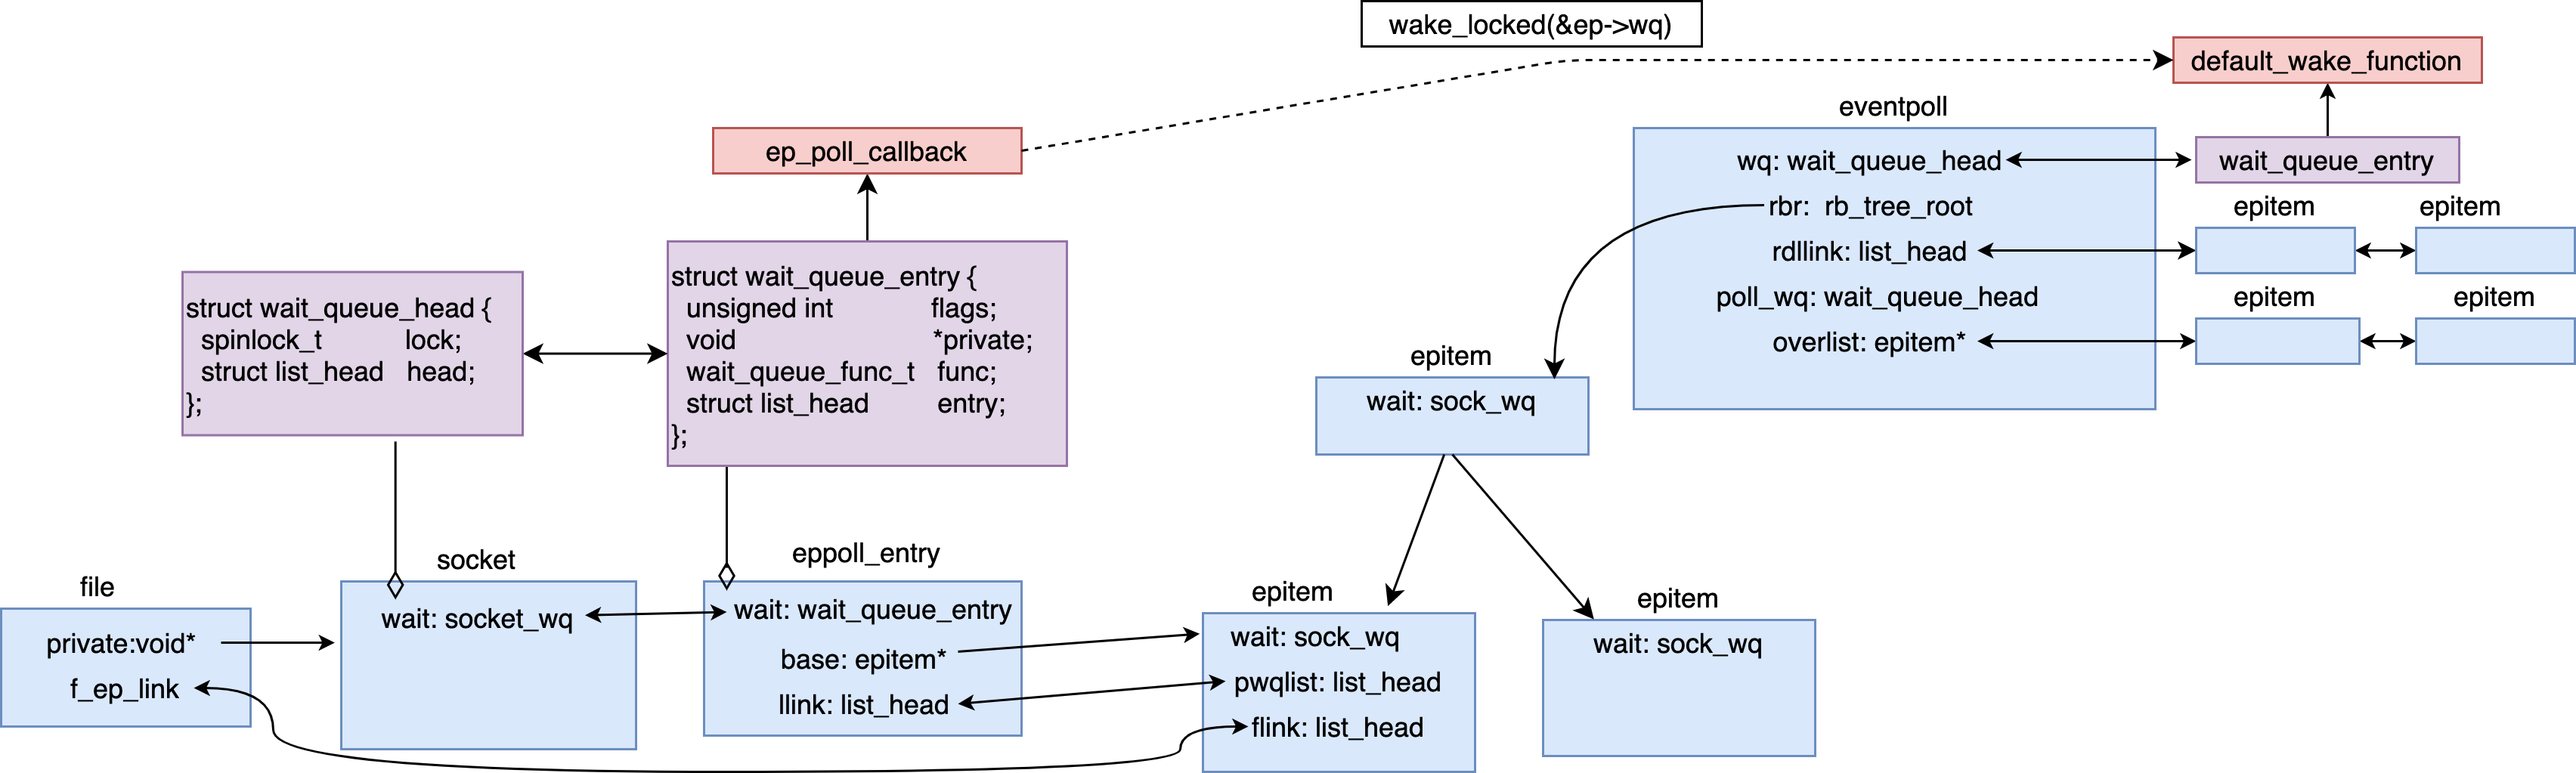 wake_locked(&ep->wq)
default_wake_function
eventpoll
ep_poll_callback
wq: wait_queue_head
wait_queue_entry
rbr: rb_tree_root
epitem
epitem
rdllink: list_head
poll_wq: wait_queue_head
epitem
epitem
overlist: epitem*
struct wait_queue_head {
spinlock_t lock;
struct list_head head;
};
struct wait_queue_entry {
unsigned int flags;
void *private;
wait_queue_func_t func;
struct list_head entry;
};
epitem
wait: sock_wq
file
private:void*
f_ep_link
socket
wait: socket_wq
eppoll_entry
wait: wait_queue_entry
base: epitem*
llink: list_head
epitem
wait: sock_wq
pwqlist: list_head
flink: list_head
epitem
wait: sock_wq